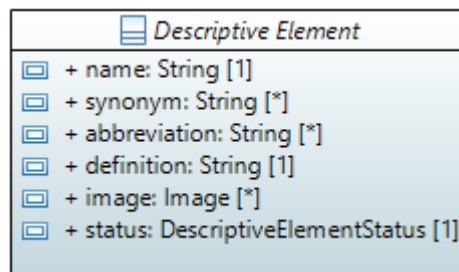 Descriptive Element
+ name: String [1]
+ synonym: String [*]
+ abbreviation: String [*]
+ definition: String [1]
+ image: Image [*]
+ status: DescriptiveElementStatus [1]